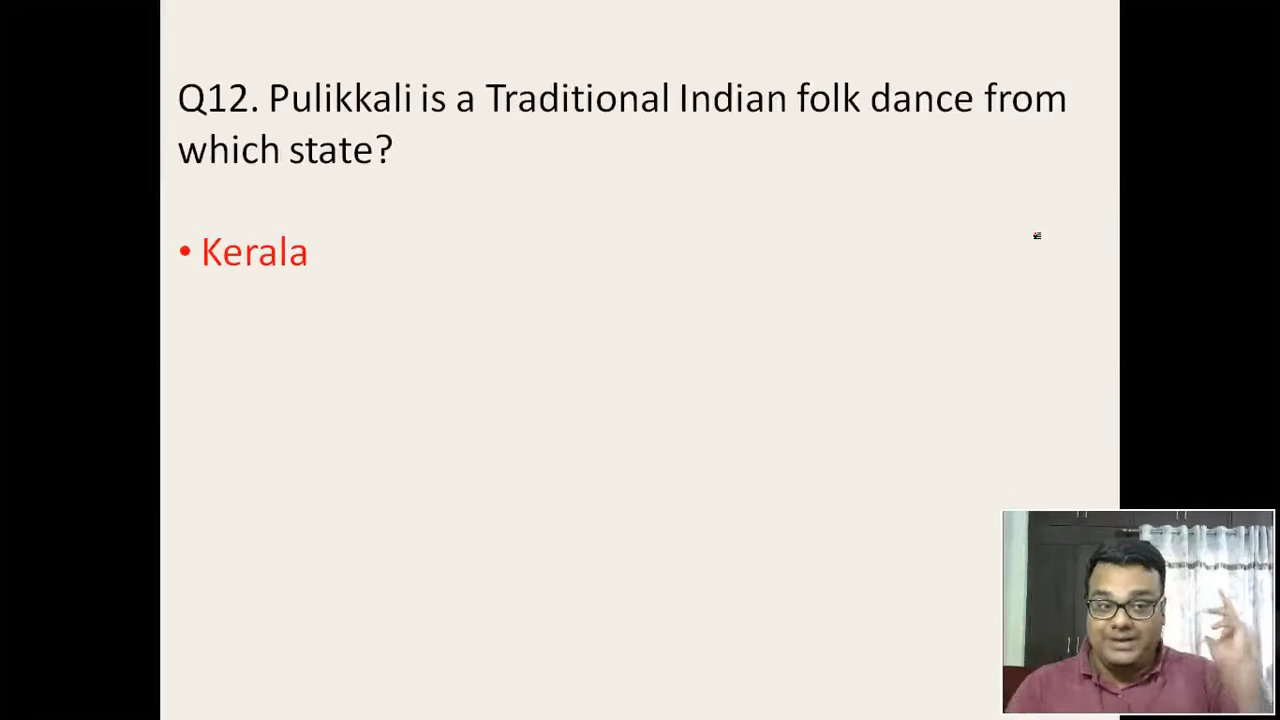 Q12. Pulikkali is a Traditional Indian folk dance from
which state?
• Kerala